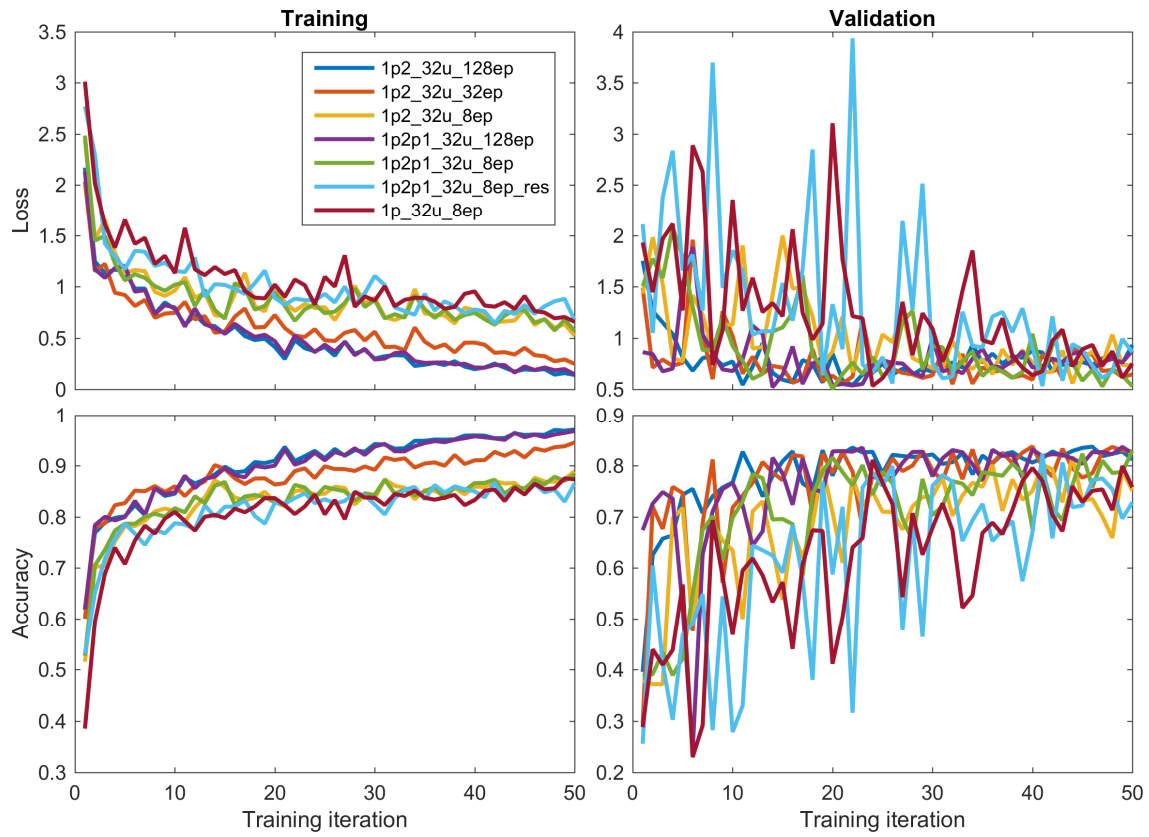 Training
Validation
3.5
3
2.5
2
1.5
1
0.5
0
Loss
1p2_32u_128ep
1p2_32u_32ep
1p2_32u_8ep
1p2p1_32u_128ep
1p2p1_32u_8ep
1p2p1_32u_8ep_res
1p_32u_8ep
4
3.5
3
2.5
2
1.5
1
0.5
1
0.9
0.8
0.7
0.6
0.5
0.4
0.3
Accuracy
0 10 20 30 40 50
Training iteration
0.9
0.8
0.7
0.6
0.5
0.4
0.3
0.2
0 10 20 30 40 50
Training iteration